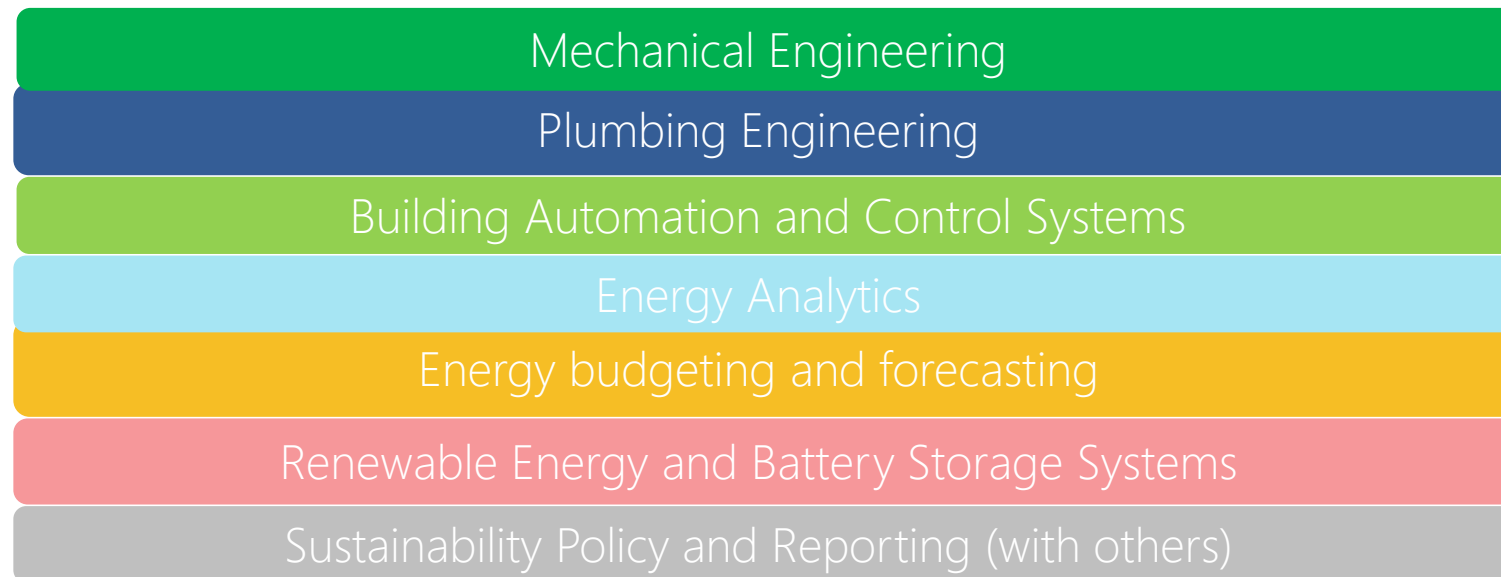 Mechanical Engineering
Plumbing Engineering
Building Automation and Control Systems
Energy Analytics
Energy budgeting and forecasting
Renewable Energy and Battery Storage Systems
Sustainability Policy and Reporting (with others)